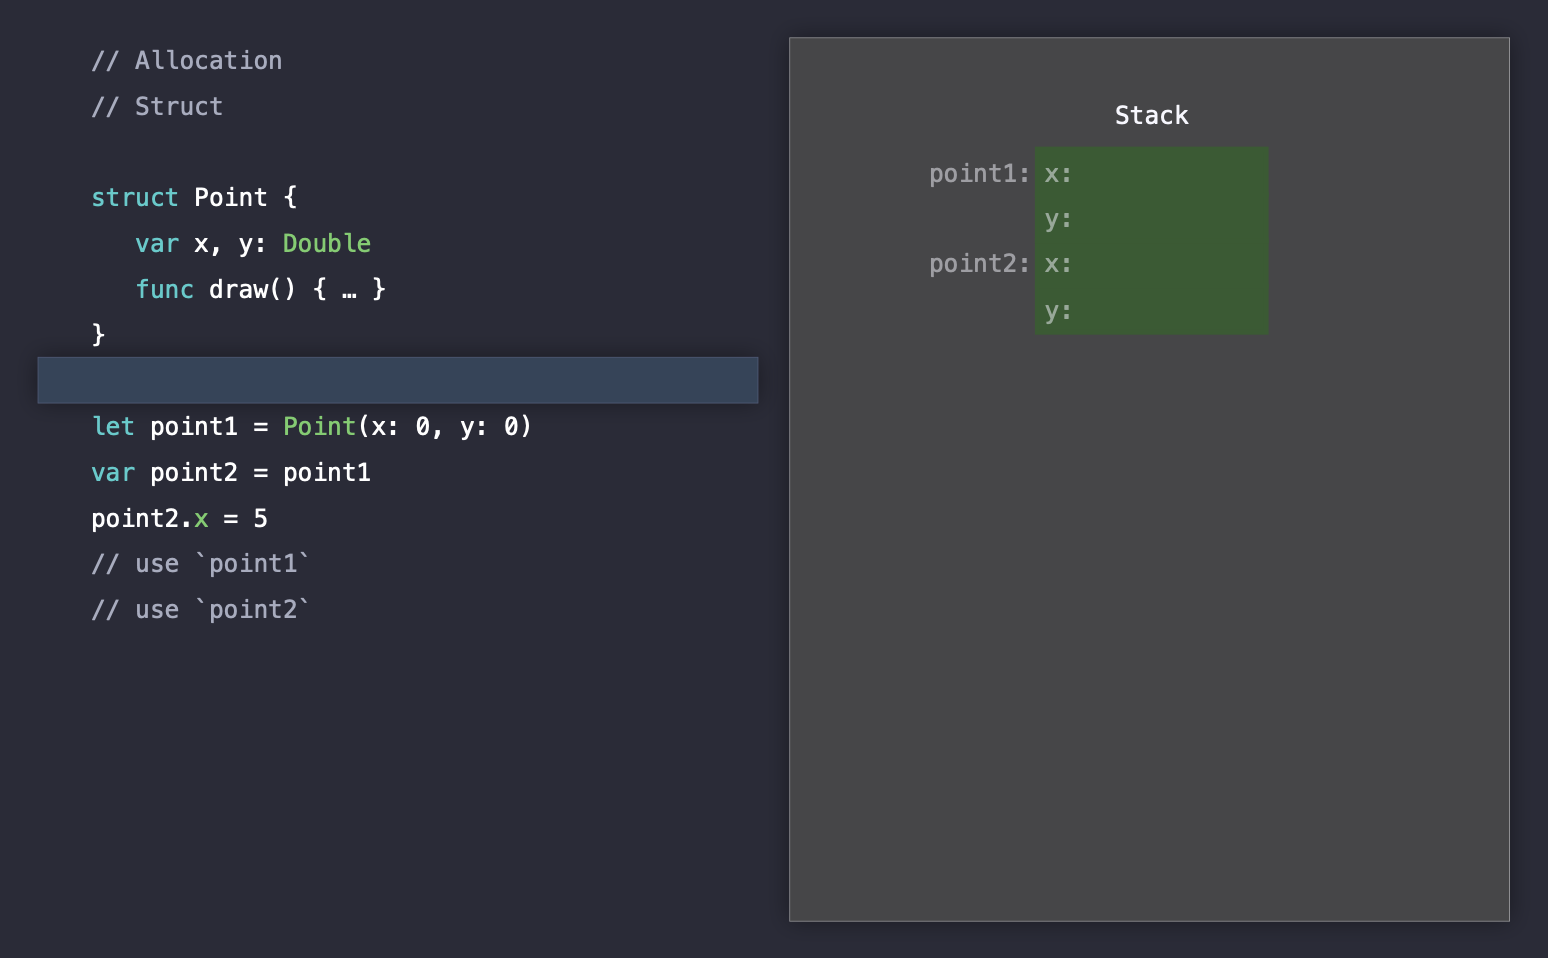 // Allocation
// Struct
struct Point {
var x, y: Double
func draw() { … }
}
let point1 = Point(x: 0, y: 0)
var point2 = point1
point2.x = 5
// use `point1`
// use `point2`
Stack
point1: x:
y:
point2: x:
y: